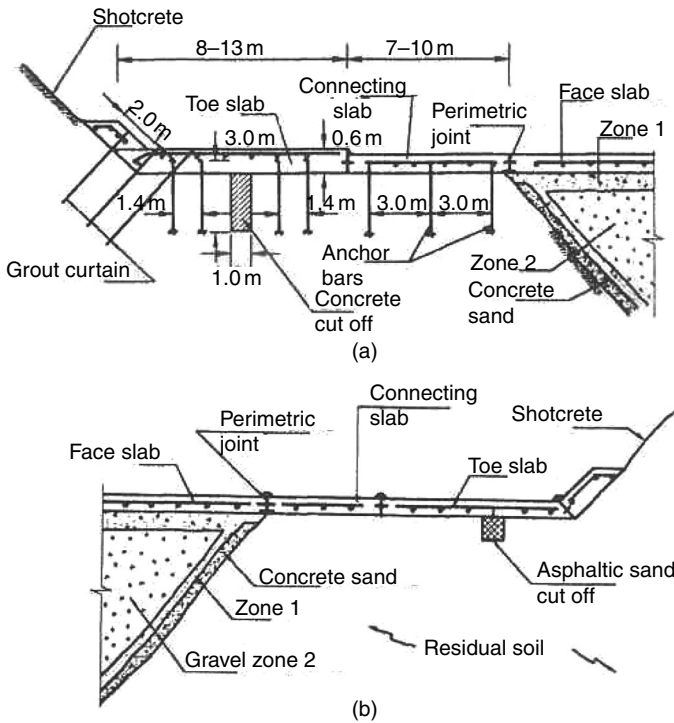 Shotcrete
8–13 m
7–10 m
Connecting
slab
Perimetric
joint
Face slab
Zone 1
2.0 m
Toe slab
3.0 m
0.6 m
1.4 m
1.4 m
3.0 m
3.0 m
Grout curtain
1.0 m
Concrete
cut off
Anchor
bars
Zone 2
Concrete
sand
(a)
Perimetric
joint
Connecting
slab
Shotcrete
Face slab
Toe slab
Concrete sand
Zone 1
Gravel zone 2
Asphaltic sand
cut off
Residual soil
(b)